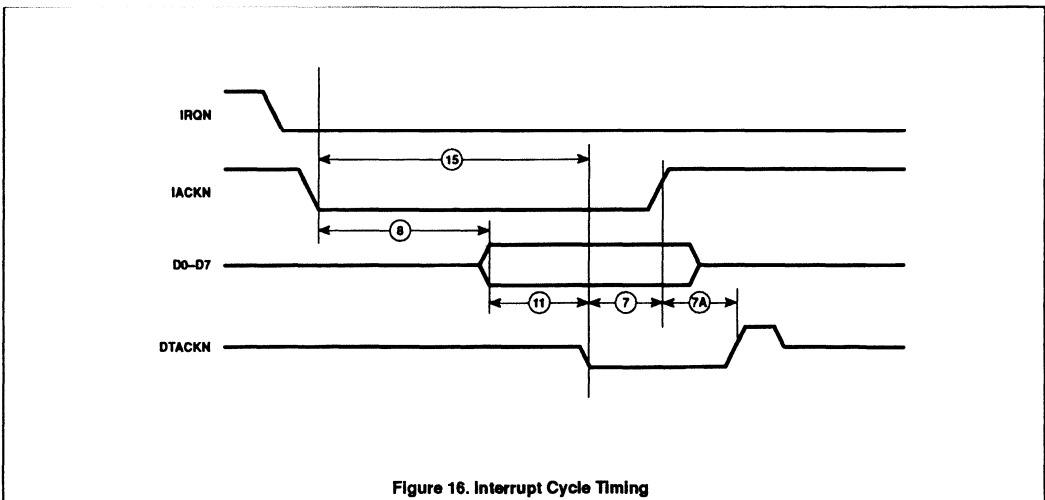 IRQN
15
IACKN
8
D0–D7
11
7
7A
DTACKN
Figure 16. Interrupt Cycle Timing